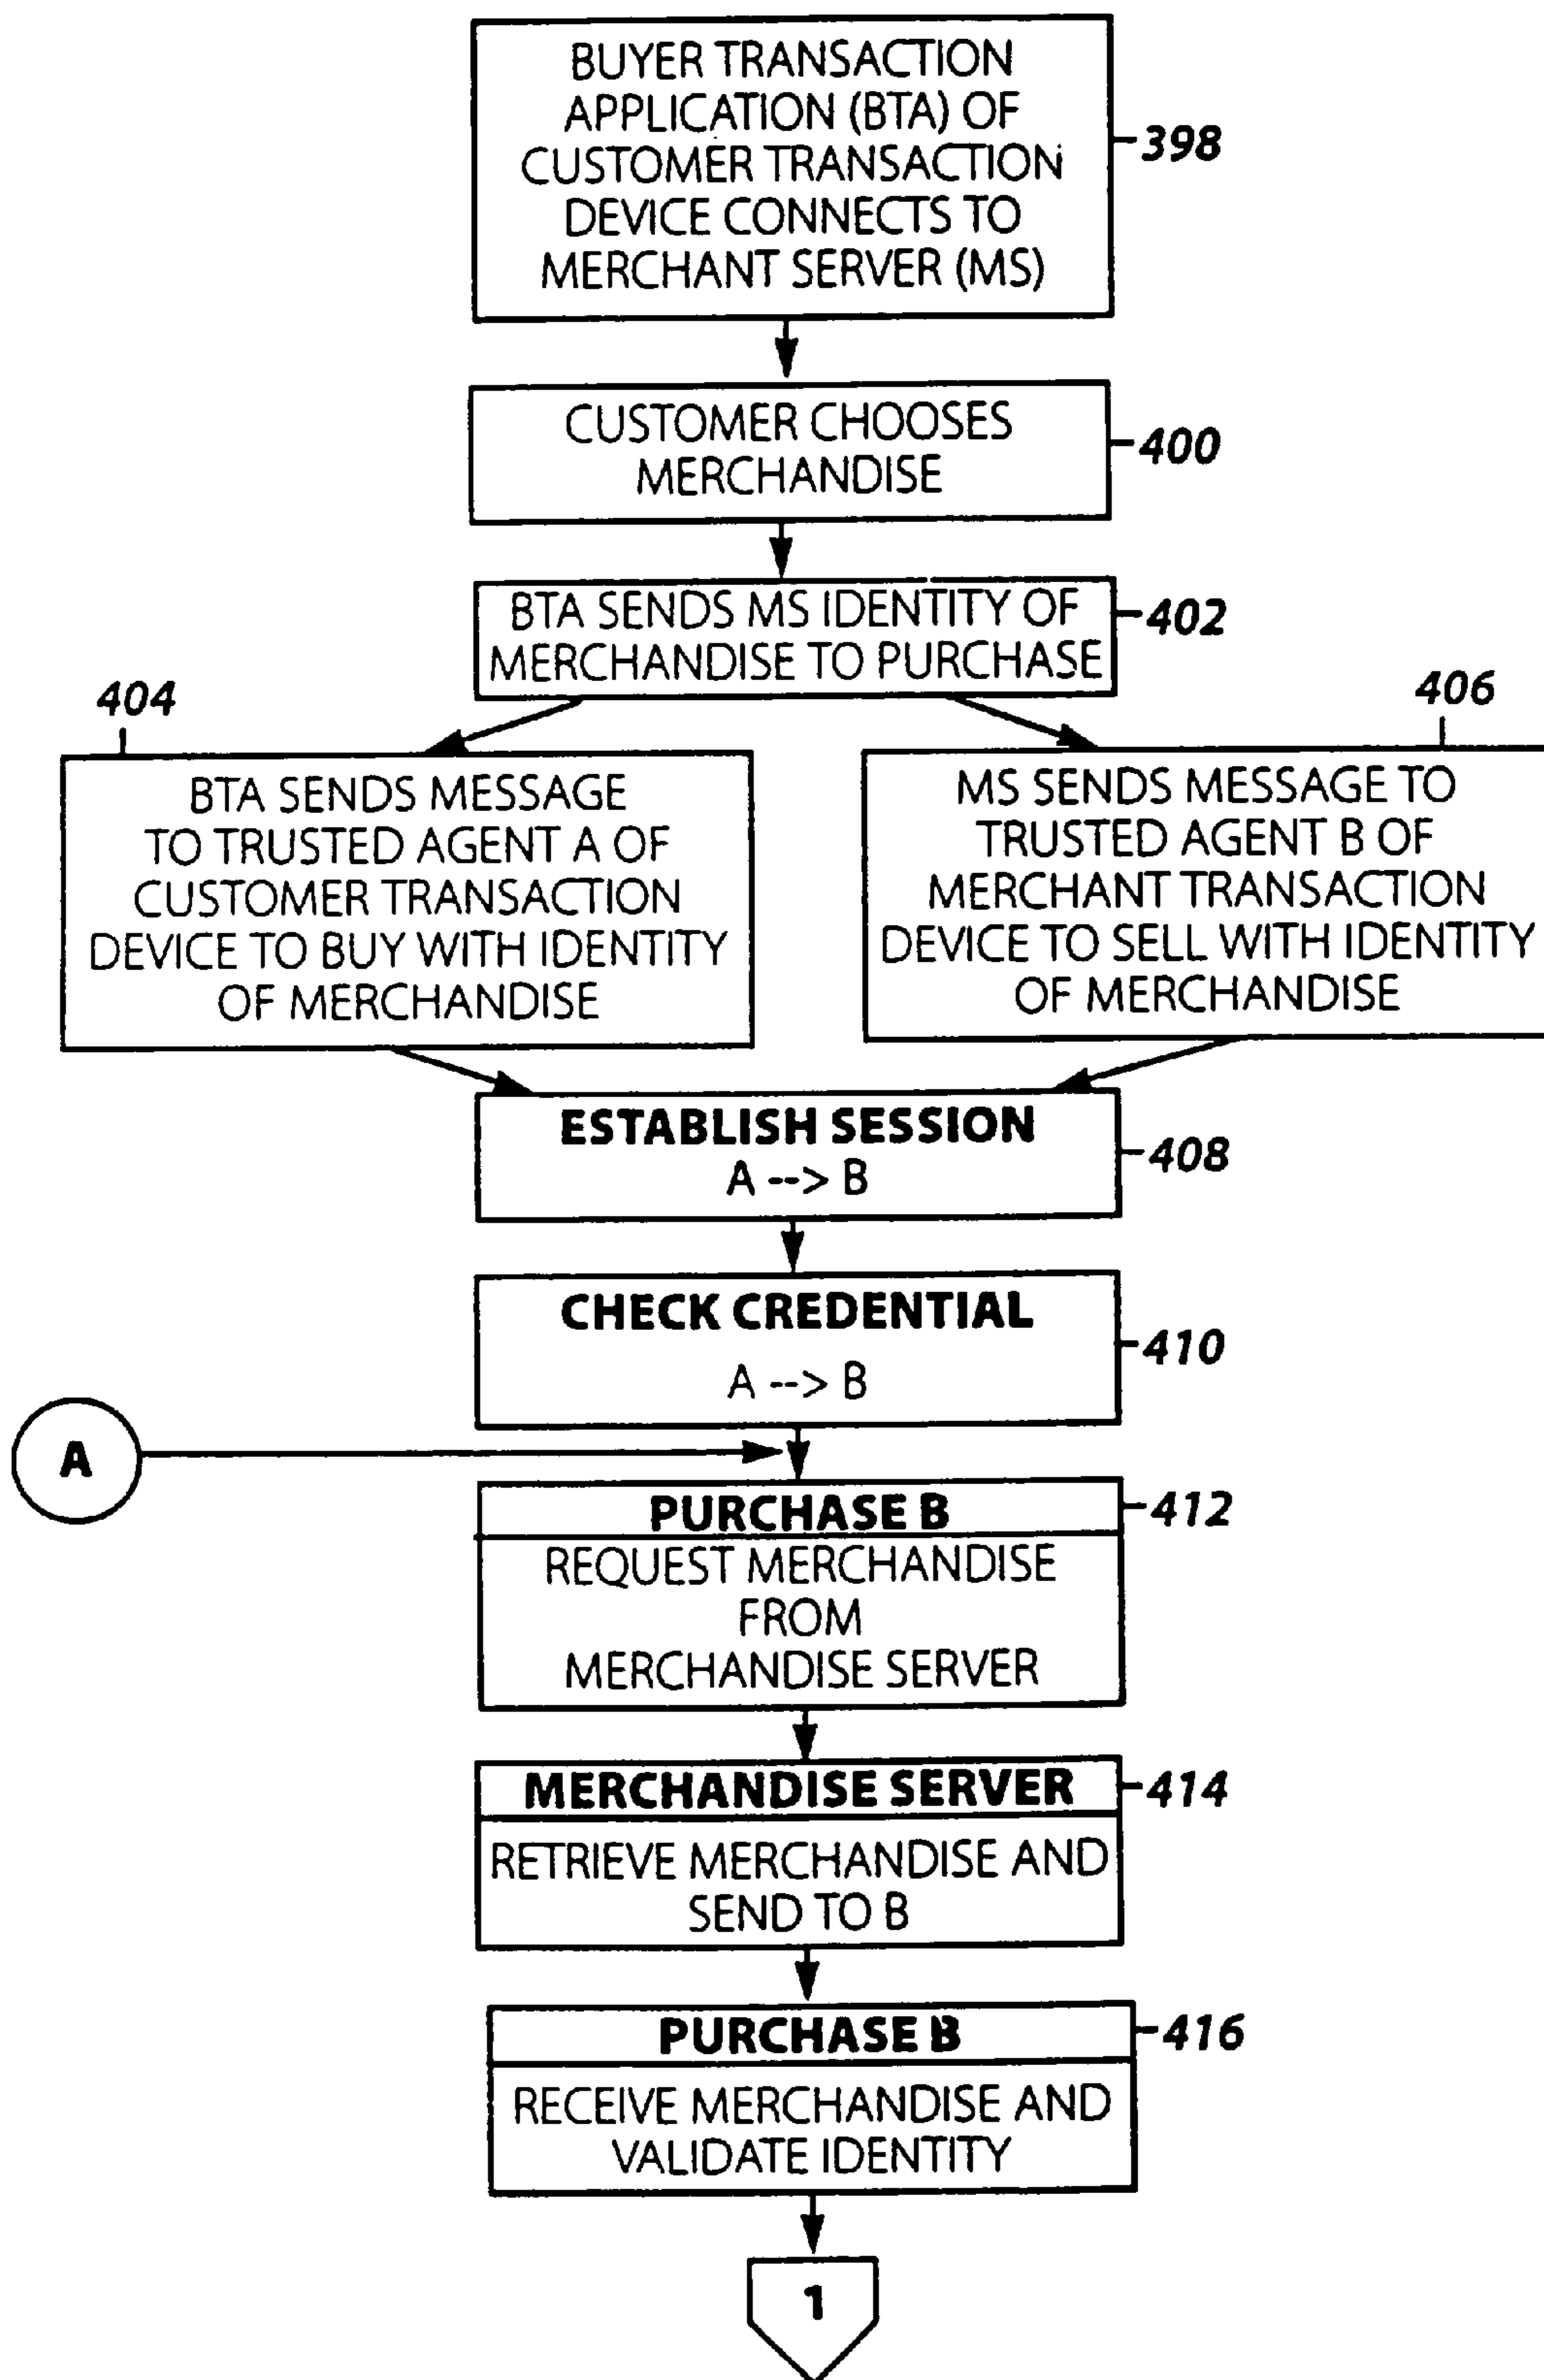 BUYER TRANSACTION
APPLICATION (BTA) OF
CUSTOMER TRANSACTION
DEVICE CONNECTS TO
MERCHANT SERVER (MS)
398
CUSTOMER CHOOSES
MERCHANDISE
400
BTA SENDS MS IDENTITY OF
MERCHANDISE TO PURCHASE
402
404
BTA SENDS MESSAGE
TO TRUSTED AGENT A OF
CUSTOMER TRANSACTION
DEVICE TO BUY WITH IDENTITY
OF MERCHANDISE
406
MS SENDS MESSAGE TO
TRUSTED AGENT B OF
MERCHANT TRANSACTION
DEVICE TO SELL WITH IDENTITY
OF MERCHANDISE
ESTABLISH SESSION
A --> B
408
CHECK CREDENTIAL
A --> B
410
A
PURCHASE B
412
REQUEST MERCHANDISE
FROM
MERCHANDISE SERVER
MERCHANDISE SERVER
414
RETRIEVE MERCHANDISE AND
SEND TO B
PURCHASE B
416
RECEIVE MERCHANDISE AND
VALIDATE IDENTITY
1